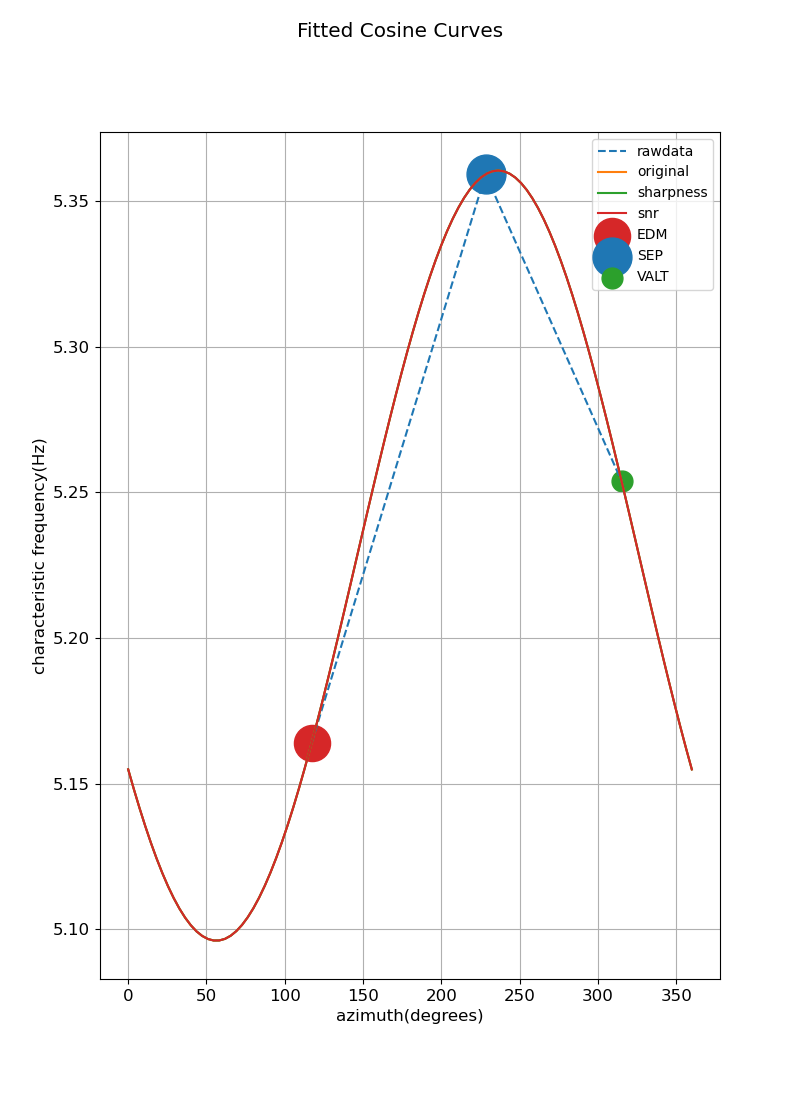 Fitted Cosine Curves
rawdata
original
sharpness
snr
EDM
SEP
VALT
5.35
5.30
5.25
5.20
5.15
5.10
characteristic frequency(Hz)
0 50 100 150 200 250 300 350
azimuth(degrees)